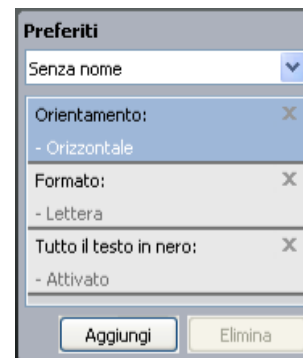 Preferiti
Senza nome
Orientamento:
- Orizzontale
Formato:
- Lettera
Tutto il testo in nero:
- Attivato
Aggiungi Elimina